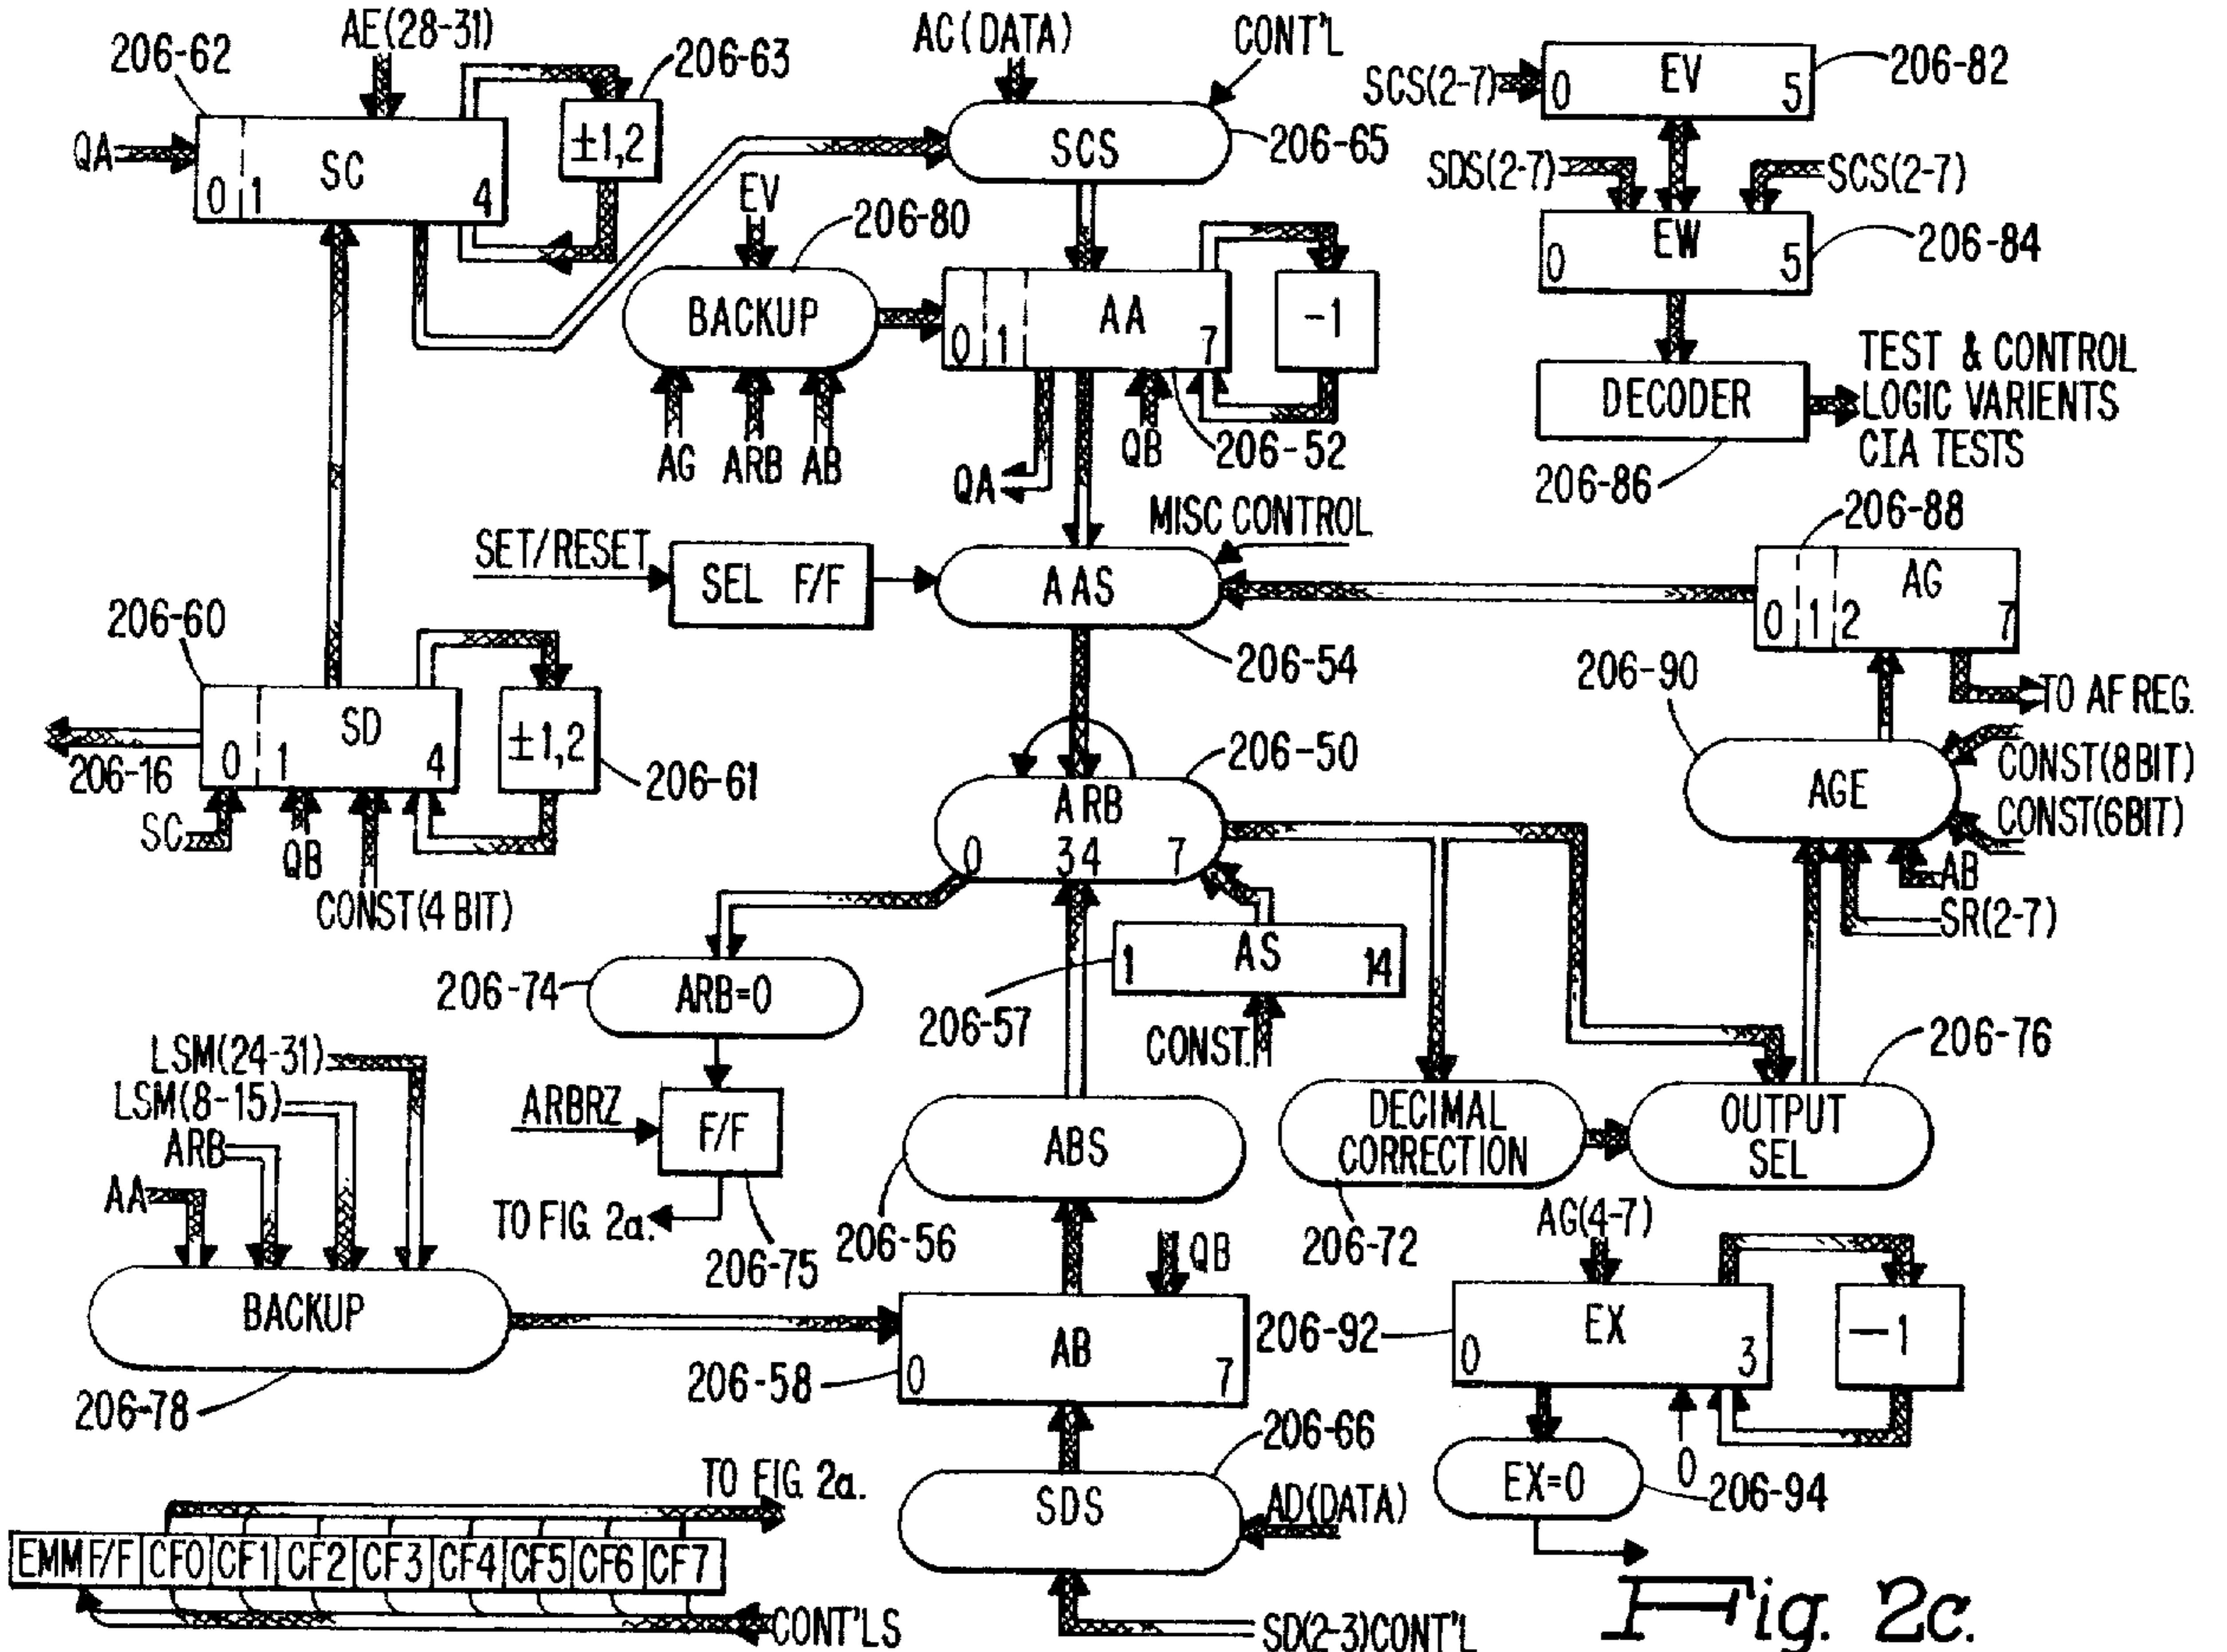 AE(28-31)
206-62
206-63
QA
SC
0 1 4
±1,2
AC(DATA)
CONT'L
SCS
206-65
EV
206-80
BACKUP
AG ARB AB
AA
0 1 7
-1
QA
QB
206-52
SCS(2-7)
EV
0 5
206-82
SDS(2-7)
SCS(2-7)
EW
0 5
206-84
DECODER
206-86
TEST & CONTROL
LOGIC VARIENTS
CIA TESTS
SET/RESET
SEL F/F
MISC CONTROL
AAS
206-54
206-88
AG
0 1 2 7
TO AF REG.
206-90
AGE
CONST(8BIT)
CONST(6BIT)
AB
SR(2-7)
206-60
SD
0 1 4
±1,2
206-61
206-16
SC
QB
CONST(4 BIT)
206-50
ARB
0 3 4 7
206-74
ARB=0
ARBRZ
F/F
TO FIG. 2a.
206-75
AS
1 14
206-57
CONST.
ABS
206-56
DECIMAL
CORRECTION
206-72
OUTPUT
SEL
206-76
LSM(24-31)
LSM(8-15)
ARB
AA
BACKUP
206-78
QB
AB
0 7
206-58
AG(4-7)
EX
0 3
206-92
-1
0
EX=0
206-94
206-66
SDS
AD(DATA)
SD(2-3)CONT'L
TO FIG. 2a.
EMM F/F CF0 CF1 CF2 CF3 CF4 CF5 CF6 CF7
CONT'LS
Fig. 2c.